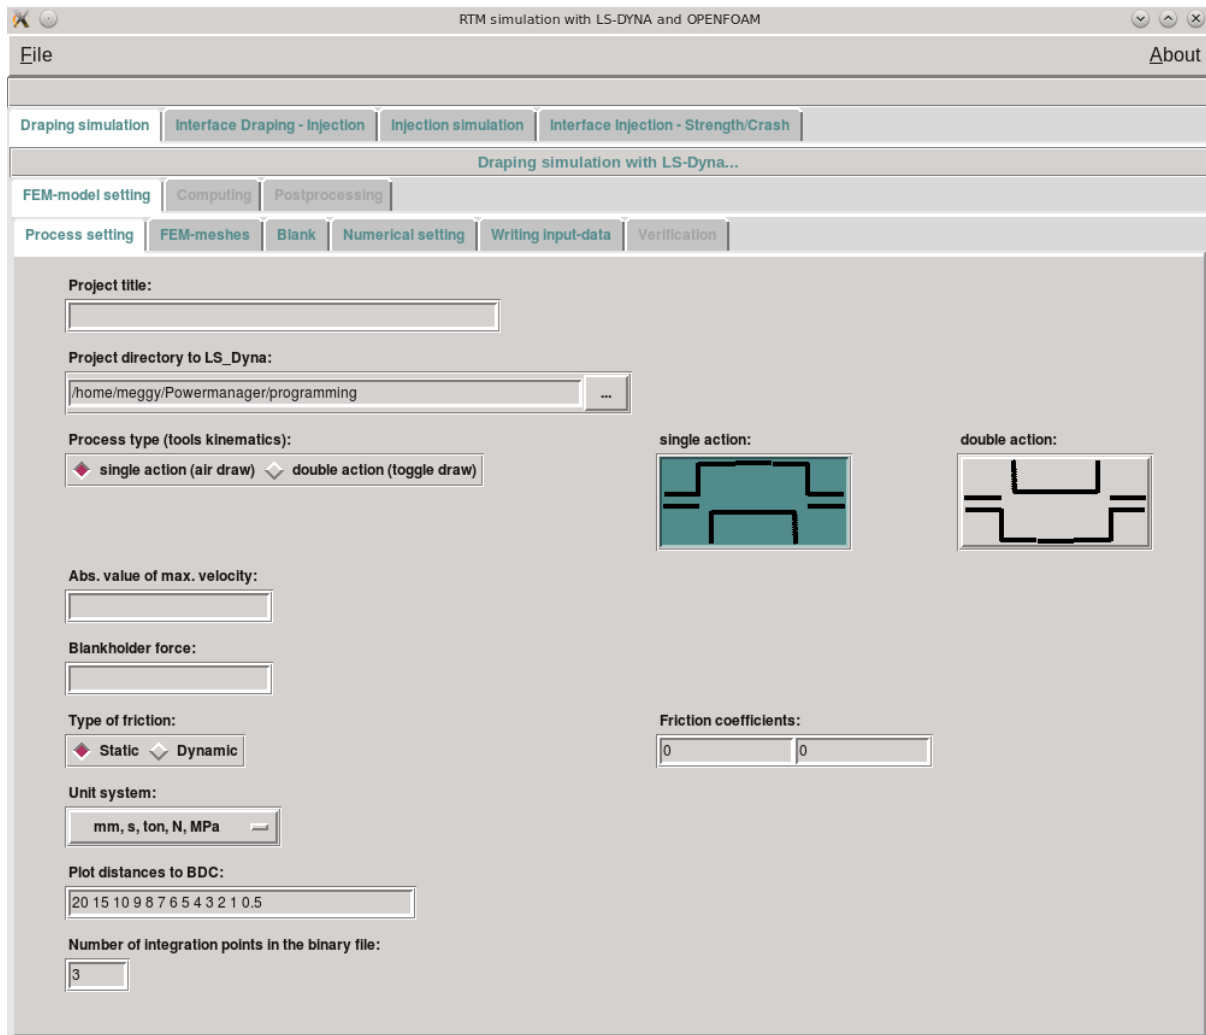 RTM simulation with LS-DYNA and OPENFOAM
File About
Draping simulation Interface Draping - Injection Injection simulation Interface Injection - Strength/Crash
Draping simulation with LS-Dyna...
FEM-model setting Computing Postprocessing
Process setting FEM-meshes Blank Numerical setting Writing input-data Verification
Project title:
Project directory to LS_Dyna:
/home/meggy/Powermanager/programming ...
Process type (tools kinematics): single action: double action:
single action (air draw) double action (toggle draw)
Abs. value of max. velocity:
Blankholder force:
Type of friction: Friction coefficients:
Static Dynamic 0 0
Unit system:
mm, s, ton, N, MPa
Plot distances to BDC:
20 15 10 9 8 7 6 5 4 3 2 1 0.5
Number of integration points in the binary file:
3